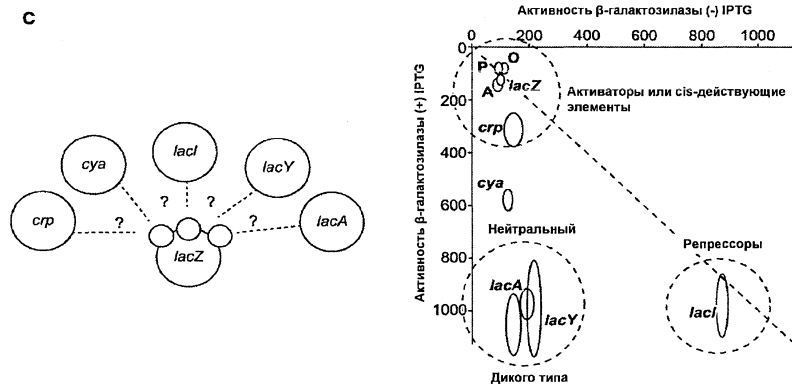 C
crp
cya
lacI
lacY
lacA
lacZ
?
?
?
?
Активность β-галактозилазы (-) IPTG
0 200 400 600 800 1000
Активность β-галактозилазы (+) IPTG
0
200
400
600
800
1000
P
O
A
lacZ
crp
cya
Активаторы или cis-действующие
элементы
Нейтральный
lacA
lacY
Дикого типа
Репрессоры
lacI